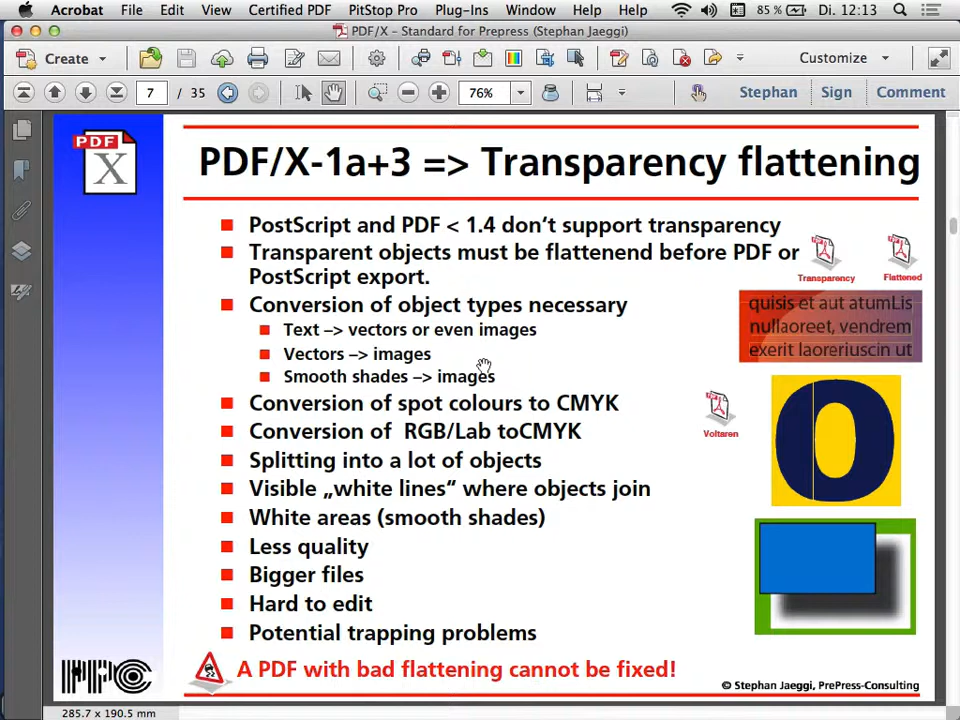 Acrobat File Edit View Certified PDF PitStop Pro Plug-Ins Window Help Help 85 % Di. 12:13
PDF/X – Standard for Prepress (Stephan Jaeggi)
Create Customize
7 / 35 76% Stephan Sign Comment
PDF
X
PDF/X-1a+3 => Transparency flattening
PostScript and PDF < 1.4 don‘t support transparency
Transparent objects must be flattenend before PDF or
PostScript export.
Transparency Flattened
Conversion of object types necessary
Text –> vectors or even images
Vectors –> images
Smooth shades –> images
quisis et aut atumLis
nullaoreet, vendrem
exerit laoreriuscin ut
Conversion of spot colours to CMYK
Conversion of RGB/Lab toCMYK
Voltaren
Splitting into a lot of objects
Visible „white lines“ where objects join
White areas (smooth shades)
Less quality
Bigger files
Hard to edit
Potential trapping problems
o
A PDF with bad flattening cannot be fixed!
PPC
© Stephan Jaeggi, PrePress-Consulting
285.7 x 190.5 mm